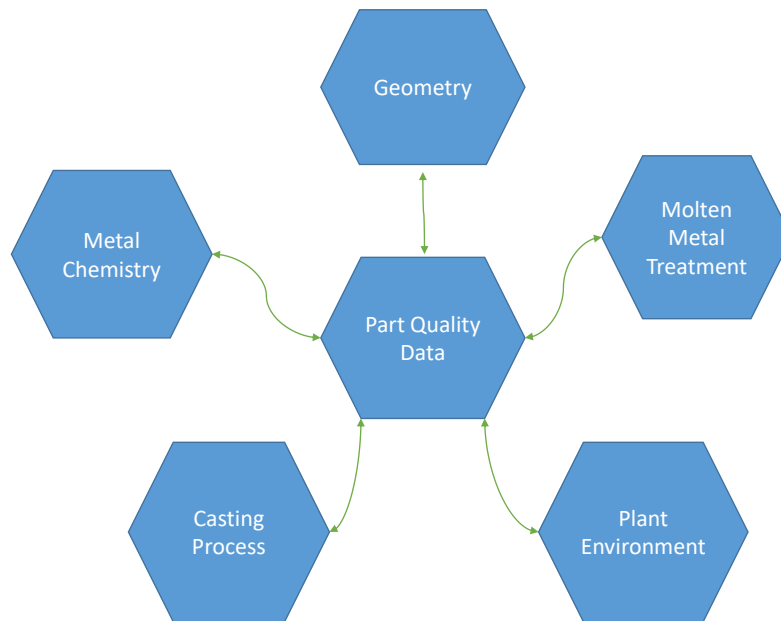 Geometry
Metal
Chemistry
Molten
Metal
Treatment
Part Quality
Data
Casting
Process
Plant
Environment